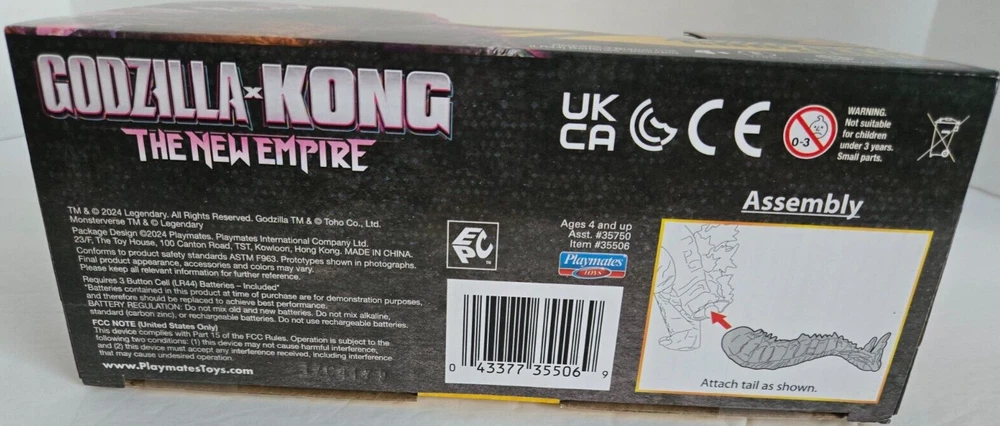 GODZILLA x KONG
THE NEW EMPIRE
UK
CA
CE
0-3
WARNING.
Not suitable
for children
under 3 years.
Small parts.
TM & © 2024 Legendary. All Rights Reserved. Godzilla TM & © Toho Co., Ltd.
Monsterverse TM & © Legendary
Package Design ©2024 Playmates. Playmates International Company Ltd.
23/F, The Toy House, 100 Canton Road, TST, Kowloon, Hong Kong. MADE IN CHINA.
Conforms to product safety standards ASTM F963. Prototypes shown in photographs.
Final product appearance, accessories and colors may vary.
Please keep all relevant information for further reference.
Requires 3 Button Cell (LR44) Batteries – Included*
*Batteries contained in this product at time of purchase are for demonstration purposes,
and therefore should be replaced to achieve best performance.
BATTERY REGULATION: Do not mix old and new batteries. Do not mix alkaline,
standard (carbon zinc), or rechargeable batteries. Do not use rechargeable batteries.
FCC NOTE (United States Only)
This device complies with Part 15 of the FCC Rules. Operation is subject to the
following two conditions: (1) this device may not cause harmful interference,
and (2) this device must accept any interference received, including interference
that may cause undesired operation.
www.PlaymatesToys.com
EPC
TM
Ages 4 and up
Asst. #35750
Item #35506
Playmates
TOYS
0 43377 35506 9
Assembly
Attach tail as shown.